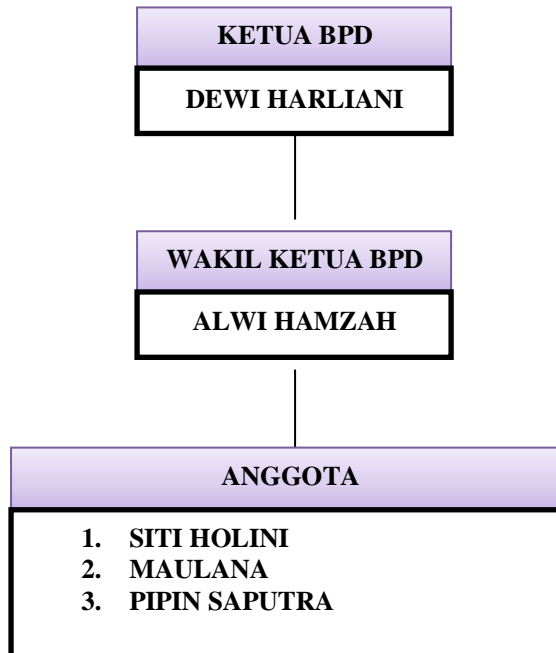 KETUA BPD
DEWI HARLIANI
WAKIL KETUA BPD
ALWI HAMZAH
ANGGOTA
1. SITI HOLINI
2. MAULANA
3. PIPIN SAPUTRA